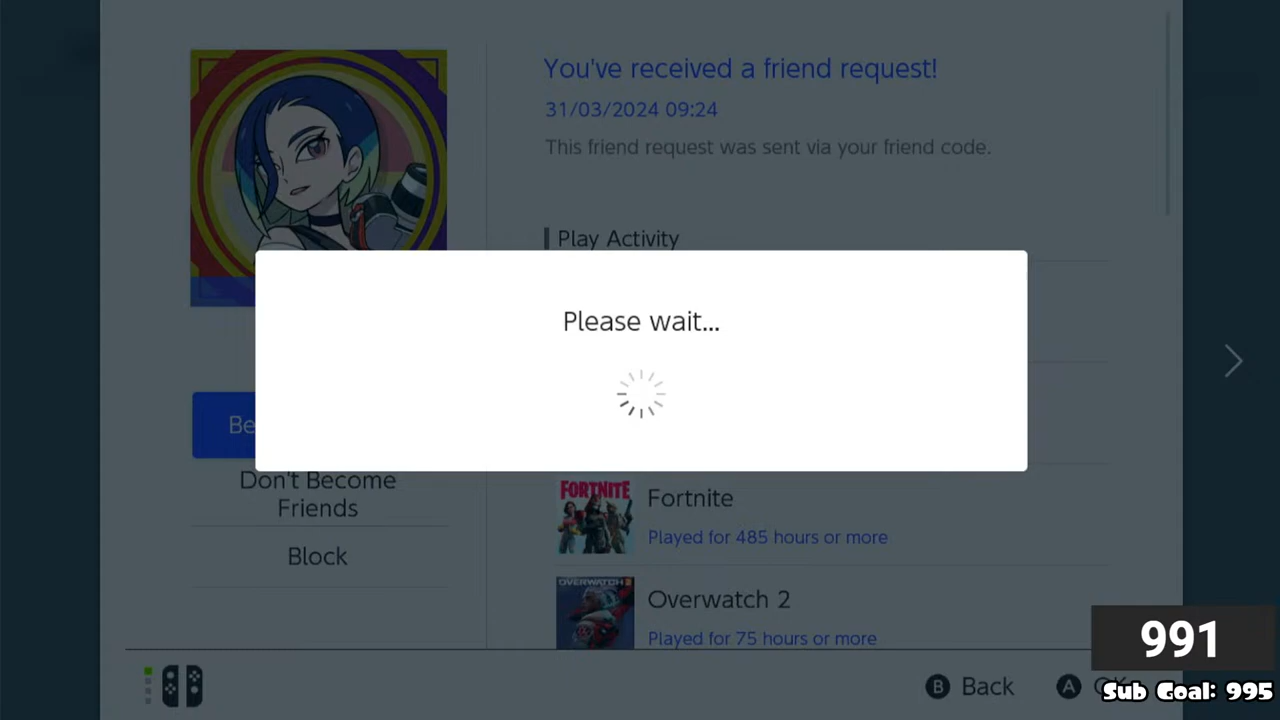 You've received a friend request!
31/03/2024 09:24
This friend request was sent via your friend code.
Play Activity
Please wait...
Be
Don't Become
Friends
Block
FORTNITE
Fortnite
Played for 485 hours or more
OVERWATCH 2
Overwatch 2
Played for 75 hours or more
991
B Back
A
Sub Goal: 995